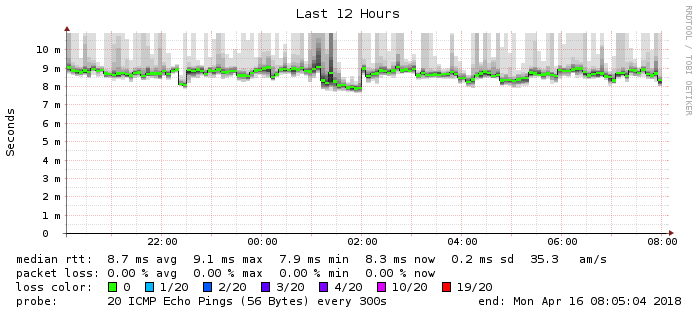 Last 12 Hours
RRDTOOL / TOBI OETIKER
Seconds
10 m
9 m
8 m
7 m
6 m
5 m
4 m
3 m
2 m
1 m
0
22:00 00:00 02:00 04:00 06:00 08:00
median rtt: 8.7 ms avg 9.1 ms max 7.9 ms min 8.3 ms now 0.2 ms sd 35.3 am/s
packet loss: 0.00 % avg 0.00 % max 0.00 % min 0.00 % now
loss color: 0 1/20 2/20 3/20 4/20 10/20 19/20
probe: 20 ICMP Echo Pings (56 Bytes) every 300s end: Mon Apr 16 08:05:04 2018